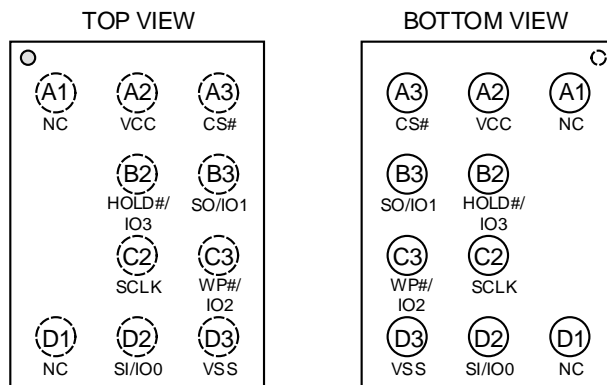 TOP VIEW
A1 A2 A3
NC VCC CS#
B2 B3
HOLD#/ SO/IO1
IO3
C2 C3
SCLK WP#/
IO2
D1 D2 D3
NC SI/IO0 VSS
BOTTOM VIEW
A3 A2 A1
CS# VCC NC
B3 B2
SO/IO1 HOLD#/
IO3
C3 C2
WP#/ SCLK
IO2
D3 D2 D1
VSS SI/IO0 NC